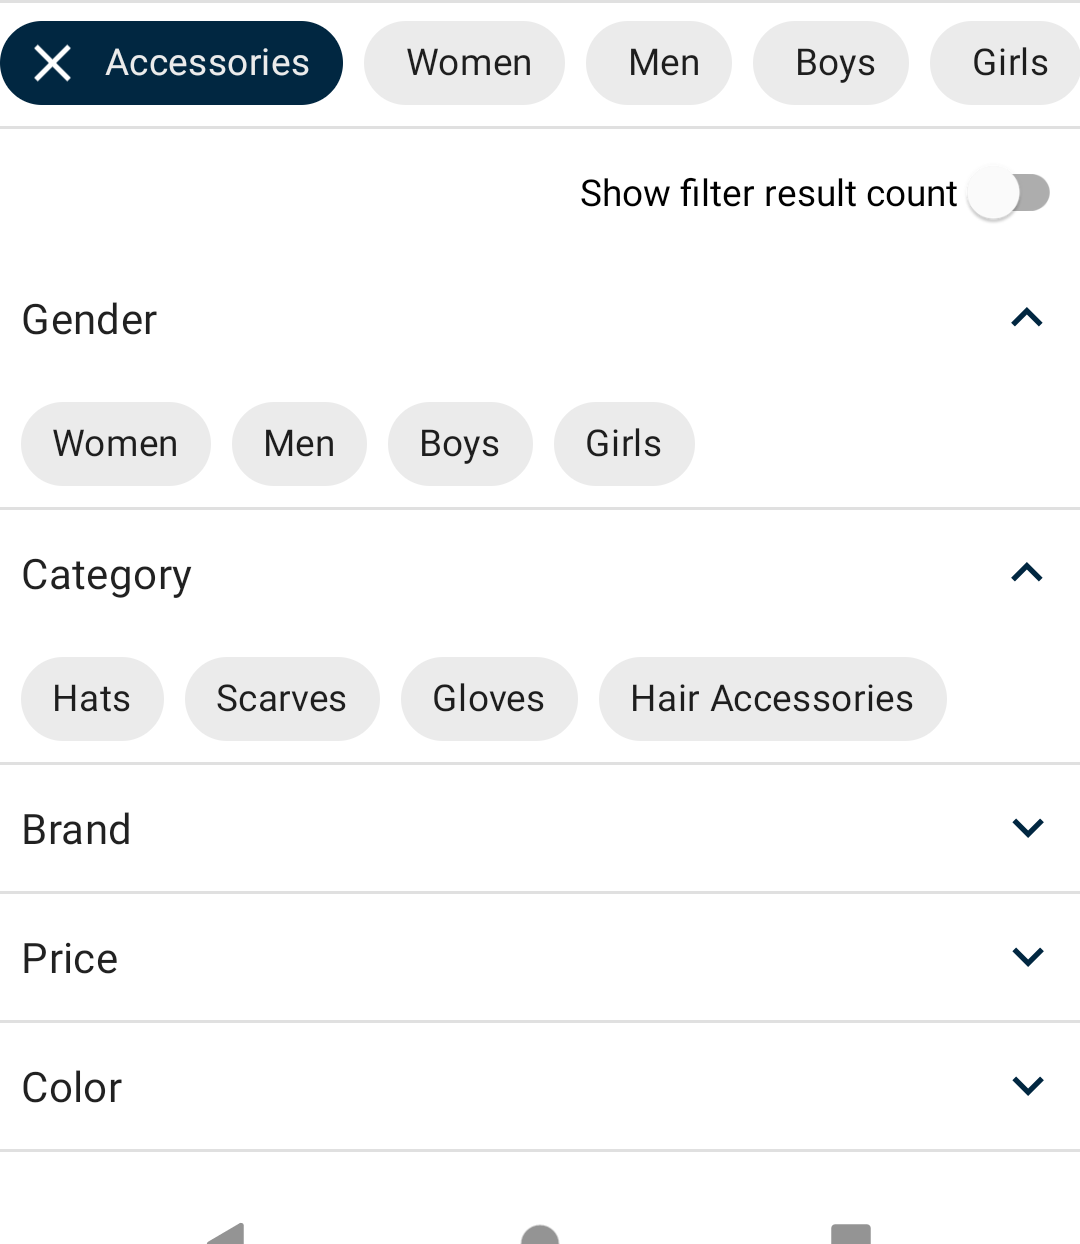 Accessories Women Men Boys Girls
Show filter result count
Gender
Women Men Boys Girls
Category
Hats Scarves Gloves Hair Accessories
Brand
Price
Color